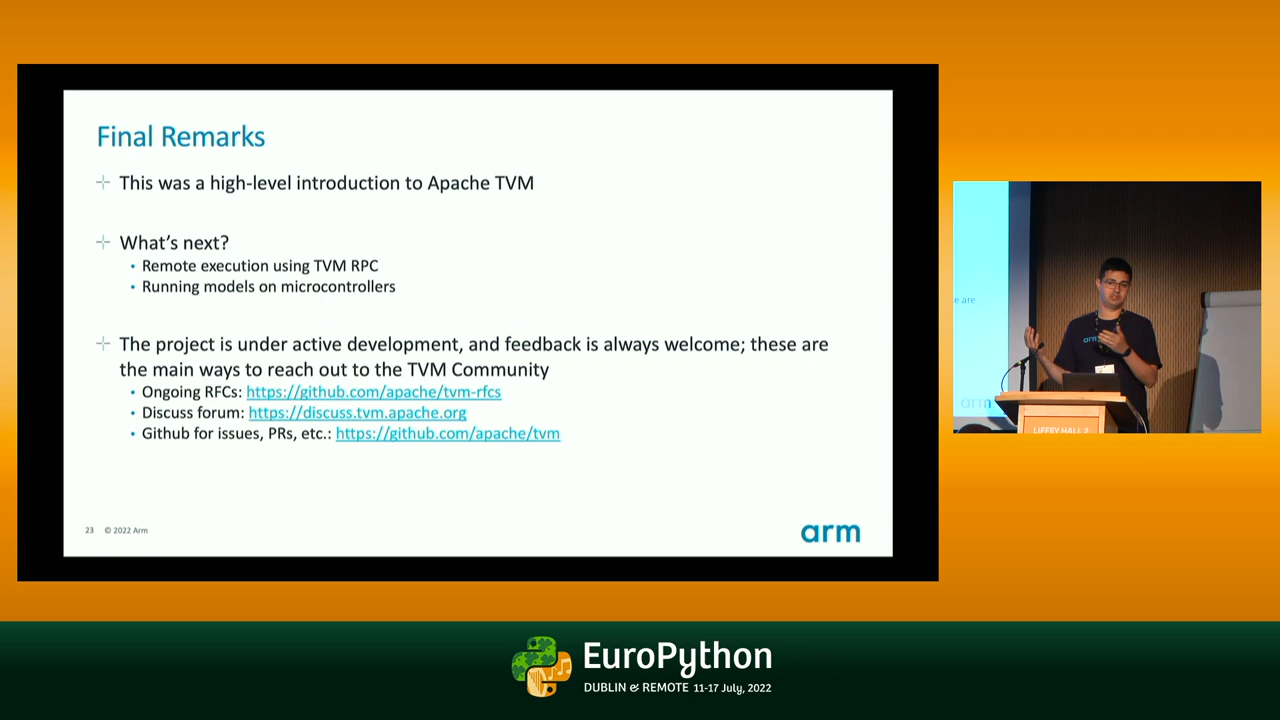 Final Remarks
This was a high-level introduction to Apache TVM
What's next?
• Remote execution using TVM RPC
• Running models on microcontrollers
The project is under active development, and feedback is always welcome; these are
the main ways to reach out to the TVM Community
• Ongoing RFCs: https://github.com/apache/tvm-rfcs
• Discuss forum: https://discuss.tvm.apache.org
• Github for issues, PRs, etc.: https://github.com/apache/tvm
23 © 2022 Arm
arm
e are
arm
arm
LIFFEY HALL 2
EuroPython
DUBLIN & REMOTE 11-17 July, 2022